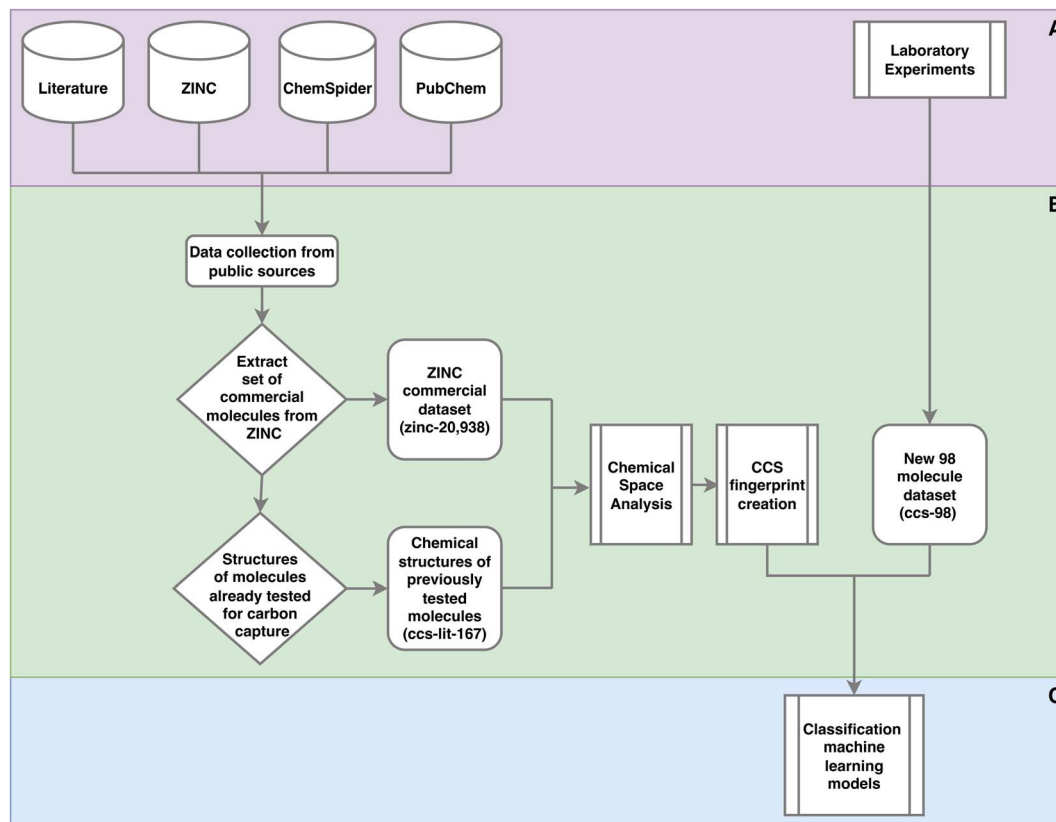 A
Literature
ZINC
ChemSpider
PubChem
Laboratory
Experiments
Data collection from
public sources
Extract
set of
commercial
molecules from
ZINC
ZINC
commercial
dataset
(zinc-20,938)
Structures
of molecules
already tested
for carbon
capture
Chemical
structures of
previously
tested
molecules
(ccs-lit-167)
Chemical
Space
Analysis
CCS
fingerprint
creation
New 98
molecule
dataset
(ccs-98)
Classification
machine
learning
models